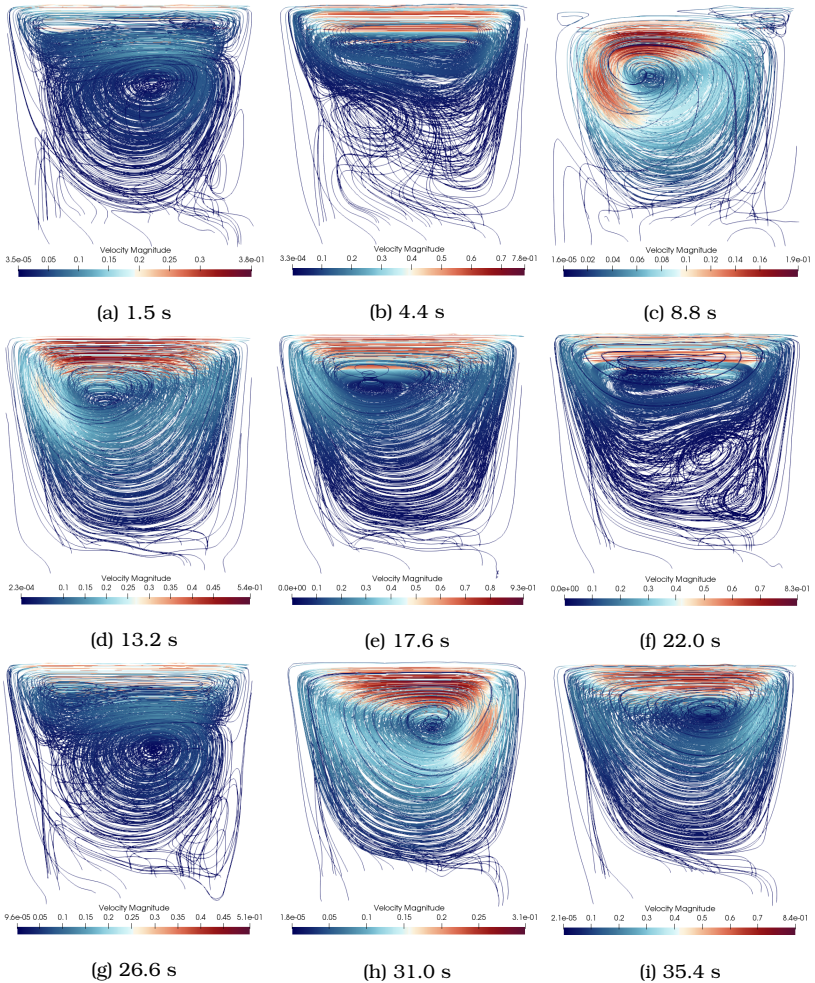 Velocity Magnitude
3.5e-05 0.05 0.1 0.15 0.2 0.25 0.3 3.8e-01
(a) 1.5 s
Velocity Magnitude
3.3e-04 0.1 0.2 0.3 0.4 0.5 0.6 0.7 7.8e-01
(b) 4.4 s
Velocity Magnitude
1.6e-05 0.02 0.04 0.06 0.08 0.1 0.12 0.14 0.16 1.9e-01
(c) 8.8 s
Velocity Magnitude
2.3e-04 0.1 0.15 0.2 0.25 0.3 0.35 0.4 0.45 5.4e-01
(d) 13.2 s
Velocity Magnitude
0.0e+00 0.1 0.2 0.3 0.4 0.5 0.6 0.7 0.8 9.3e-01
(e) 17.6 s
Velocity Magnitude
0.0e+00 0.1 0.2 0.3 0.4 0.5 0.6 0.7 8.3e-01
(f) 22.0 s
Velocity Magnitude
9.6e-05 0.05 0.1 0.15 0.2 0.25 0.3 0.35 0.4 0.45 5.1e-01
(g) 26.6 s
Velocity Magnitude
1.8e-05 0.05 0.1 0.15 0.2 0.25 3.1e-01
(h) 31.0 s
Velocity Magnitude
2.1e-05 0.1 0.2 0.3 0.4 0.5 0.6 0.7 8.4e-01
(i) 35.4 s